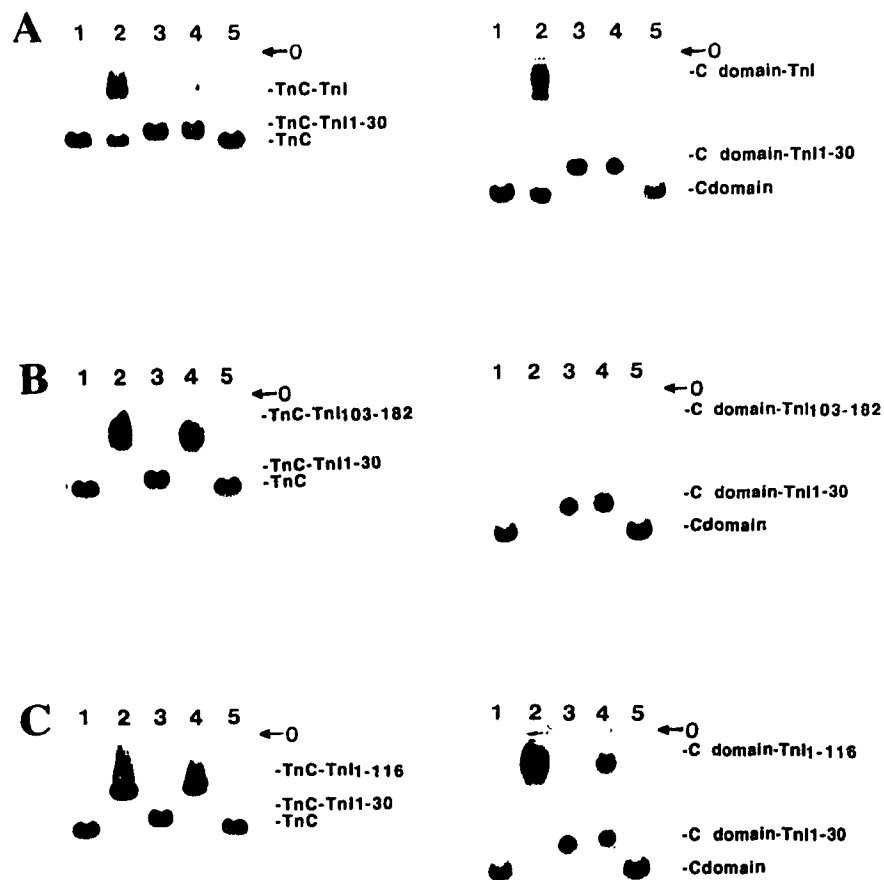 A
1 2 3 4 5
←O
-TnC-TnI
-TnC-TnI1-30
-TnC
1 2 3 4 5
←O
-C domain-TnI
-C domain-TnI1-30
-Cdomain
B
1 2 3 4 5
←O
-TnC-TnI103-182
-TnC-TnI1-30
-TnC
1 2 3 4 5
←O
-C domain-TnI103-182
-C domain-TnI1-30
-Cdomain
C
1 2 3 4 5
←O
-TnC-TnI1-116
-TnC-TnI1-30
-TnC
1 2 3 4 5
←O
-C domain-TnI1-116
-C domain-TnI1-30
-Cdomain